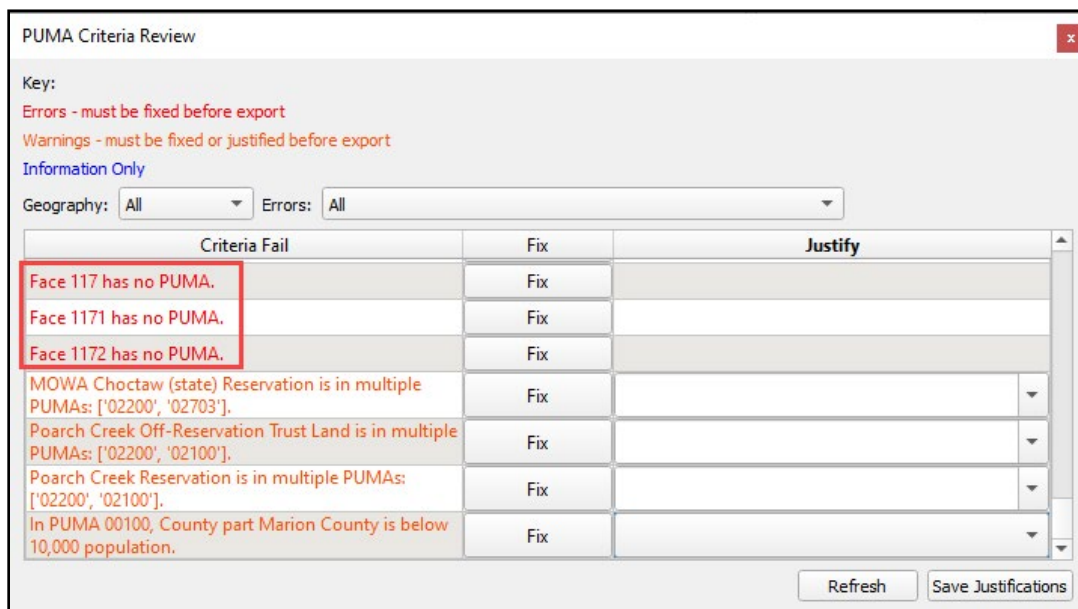 PUMA Criteria Review
x
Key:
Errors - must be fixed before export
Warnings - must be fixed or justified before export
Information Only
Geography: All Errors: All
Criteria Fail Fix Justify
Face 117 has no PUMA. Fix
Face 1171 has no PUMA. Fix
Face 1172 has no PUMA. Fix
MOWA Choctaw (state) Reservation is in multiple
PUMAs: ['02200', '02703']. Fix
Poarch Creek Off-Reservation Trust Land is in multiple
PUMAs: ['02200', '02100']. Fix
Poarch Creek Reservation is in multiple PUMAs:
['02200', '02100']. Fix
In PUMA 00100, County part Marion County is below
10,000 population. Fix
Refresh Save Justifications